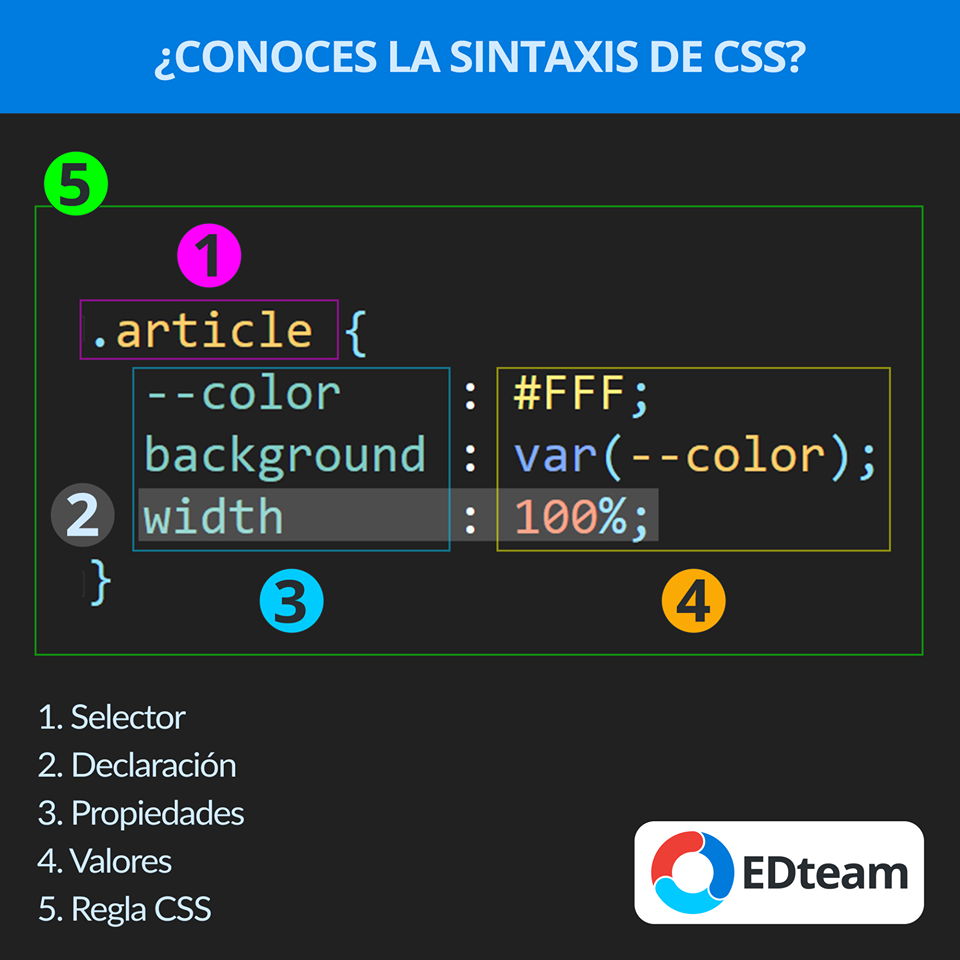 ¿CONOCES LA SINTAXIS DE CSS?
5
1
.article {
--color : #FFF;
background : var(--color);
2 width : 100%;
}
3 4
1. Selector
2. Declaración
3. Propiedades
4. Valores
5. Regla CSS
EDteam